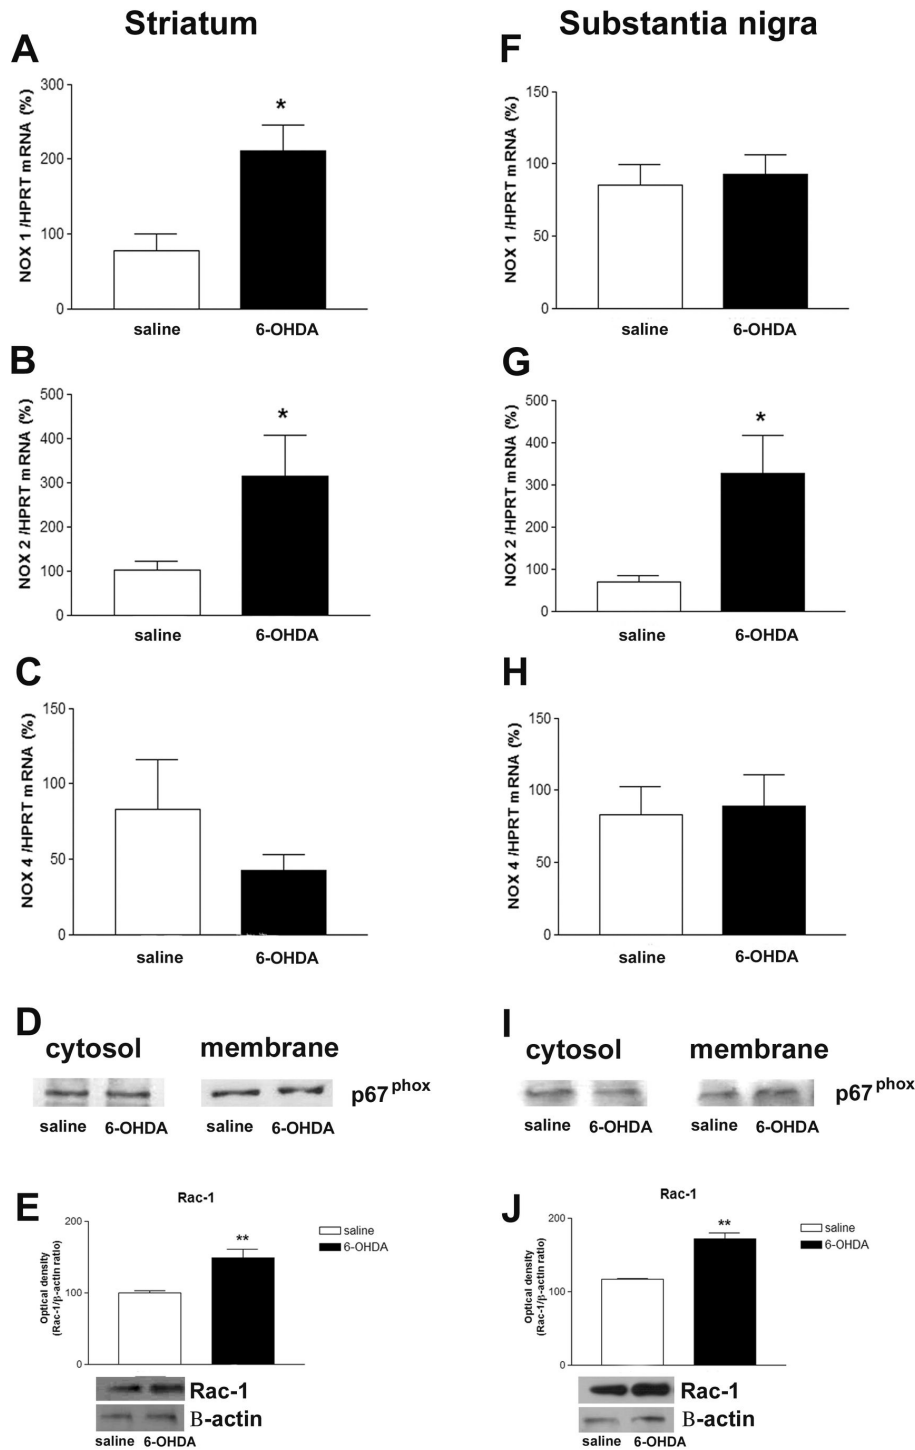 Striatum
Substantia nigra
A
NOX 1 /HPRT mRNA (%)
300
200
100
0
*
saline 6-OHDA
F
NOX 1 /HPRT mRNA (%)
150
100
50
0
saline 6-OHDA
B
NOX 2 /HPRT mRNA (%)
500
400
300
200
100
0
*
saline 6-OHDA
G
NOX 2 /HPRT mRNA (%)
500
400
300
200
100
0
*
saline 6-OHDA
C
NOX 4 /HPRT mRNA (%)
150
100
50
0
saline 6-OHDA
H
NOX 4 /HPRT mRNA (%)
150
100
50
0
saline 6-OHDA
D
cytosol membrane
p67phox
saline 6-OHDA saline 6-OHDA
I
cytosol membrane
p67phox
saline 6-OHDA saline 6-OHDA
E
Rac-1
Optical density
(Rac-1/β-actin ratio)
200
100
0
**
saline
6-OHDA
Rac-1
B-actin
saline 6-OHDA
J
Rac-1
Optical density
(Rac-1/β-actin ratio)
200
100
0
**
saline
6-OHDA
Rac-1
B-actin
saline 6-OHDA